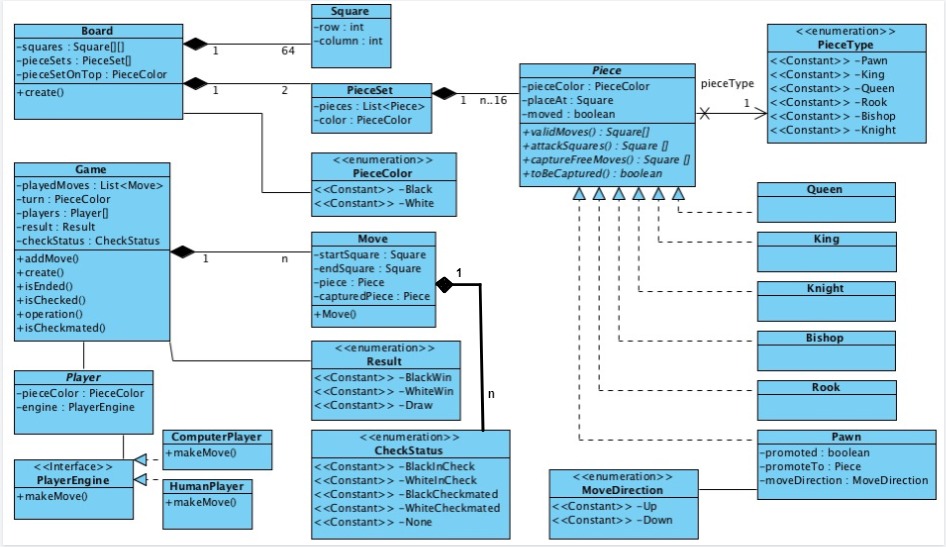 Board
-squares : Square[][]
-pieceSets : PieceSet[]
-pieceSetOnTop : PieceColor
+create()
1
64
1
2
Square
-row : int
-column : int
PieceSet
-pieces : List<Piece>
-color : PieceColor
1
n..16
Piece
-pieceColor : PieceColor
-placeAt : Square
-moved : boolean
+validMoves() : Square[]
+attackSquares() : Square []
+captureFreeMoves() : Square []
+toBeCaptured() : boolean
pieceType
1
<<enumeration>>
PieceType
<<Constant>> -Pawn
<<Constant>> -King
<<Constant>> -Queen
<<Constant>> -Rook
<<Constant>> -Bishop
<<Constant>> -Knight
<<enumeration>>
PieceColor
<<Constant>> -Black
<<Constant>> -White
Game
-playedMoves : List<Move>
-turn : PieceColor
-players : Player[]
-result : Result
-checkStatus : CheckStatus
+addMove()
+create()
+isEnded()
+isChecked()
+operation()
+isCheckmated()
1
n
Move
-startSquare : Square
-endSquare : Square
-piece : Piece
-capturedPiece : Piece
+Move()
1
n
<<enumeration>>
Result
<<Constant>> -BlackWin
<<Constant>> -WhiteWin
<<Constant>> -Draw
Player
-pieceColor : PieceColor
-engine : PlayerEngine
<<Interface>>
PlayerEngine
+makeMove()
ComputerPlayer
+makeMove()
HumanPlayer
+makeMove()
<<enumeration>>
CheckStatus
<<Constant>> -BlackInCheck
<<Constant>> -WhiteInCheck
<<Constant>> -BlackCheckmated
<<Constant>> -WhiteCheckmated
<<Constant>> -None
Queen
King
Knight
Bishop
Rook
Pawn
-promoted : boolean
-promoteTo : Piece
-moveDirection : MoveDirection
<<enumeration>>
MoveDirection
<<Constant>> -Up
<<Constant>> -Down